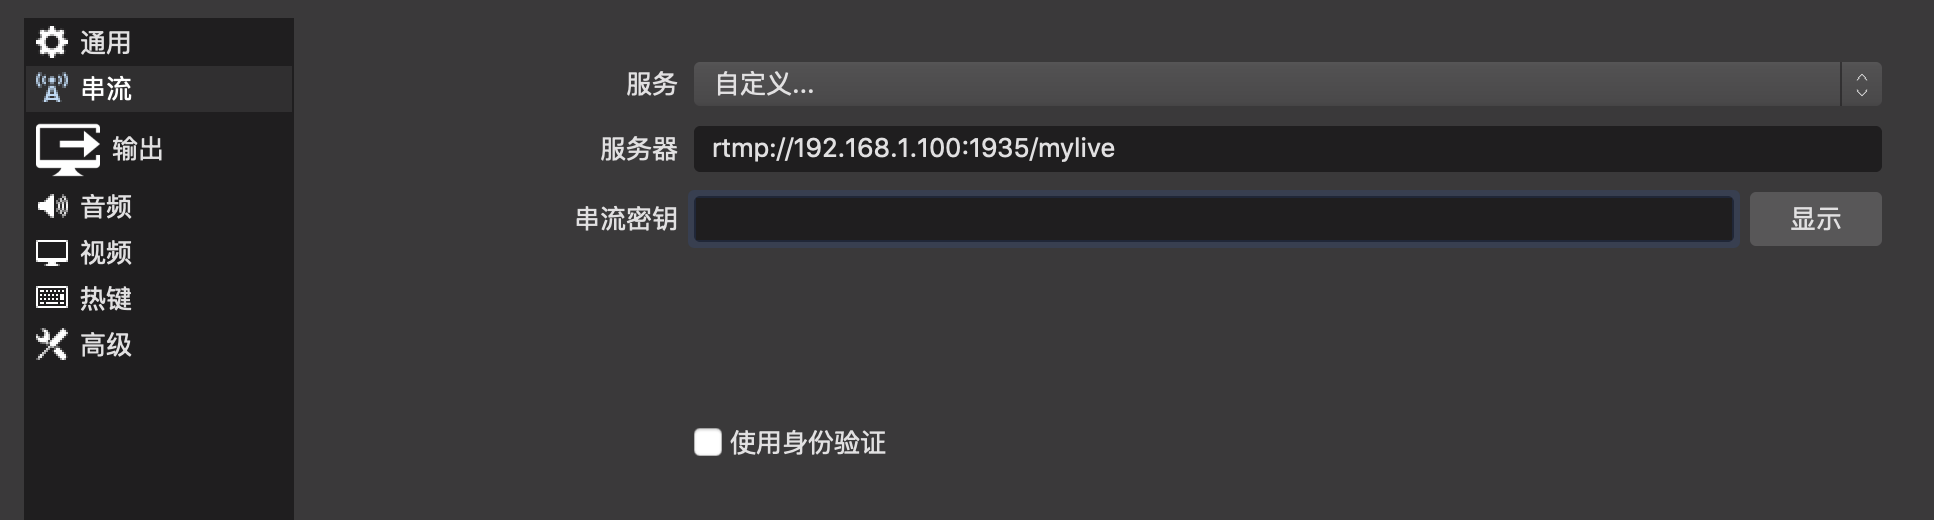 通用
串流
输出
音频
视频
热键
高级
服务 自定义...
服务器 rtmp://192.168.1.100:1935/mylive
串流密钥 显示
使用身份验证